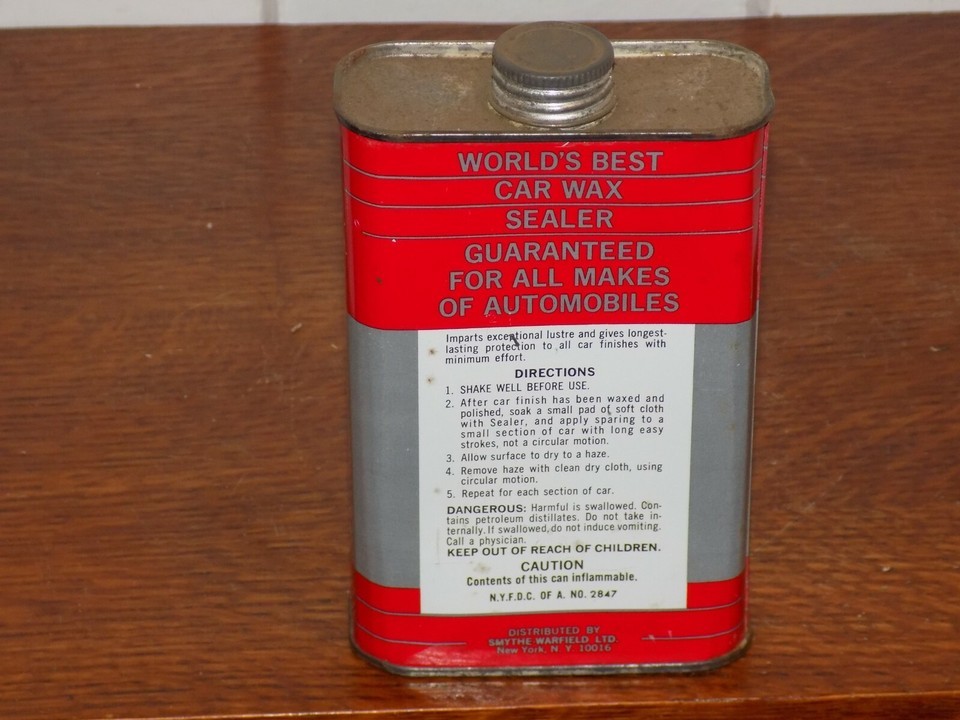 WORLD'S BEST
CAR WAX
SEALER
GUARANTEED
FOR ALL MAKES
OF AUTOMOBILES
Imparts exceptional lustre and gives longest-
lasting protection to all car finishes with
minimum effort.
DIRECTIONS
1. SHAKE WELL BEFORE USE.
2. After car finish has been waxed and
polished, soak a small pad of soft cloth
with Sealer, and apply sparing to a
small section of car with long easy
strokes, not a circular motion.
3. Allow surface to dry to a haze.
4. Remove haze with clean dry cloth, using
circular motion.
5. Repeat for each section of car.
DANGEROUS: Harmful is swallowed. Con-
tains petroleum distillates. Do not take in-
ternally. If swallowed, do not induce vomiting.
Call a physician.
KEEP OUT OF REACH OF CHILDREN.
CAUTION
Contents of this can inflammable.
N.Y.F.D.C. OF A. NO. 2847
DISTRIBUTED BY
SMYTHE-WARFIELD LTD.
New York, N Y 10016